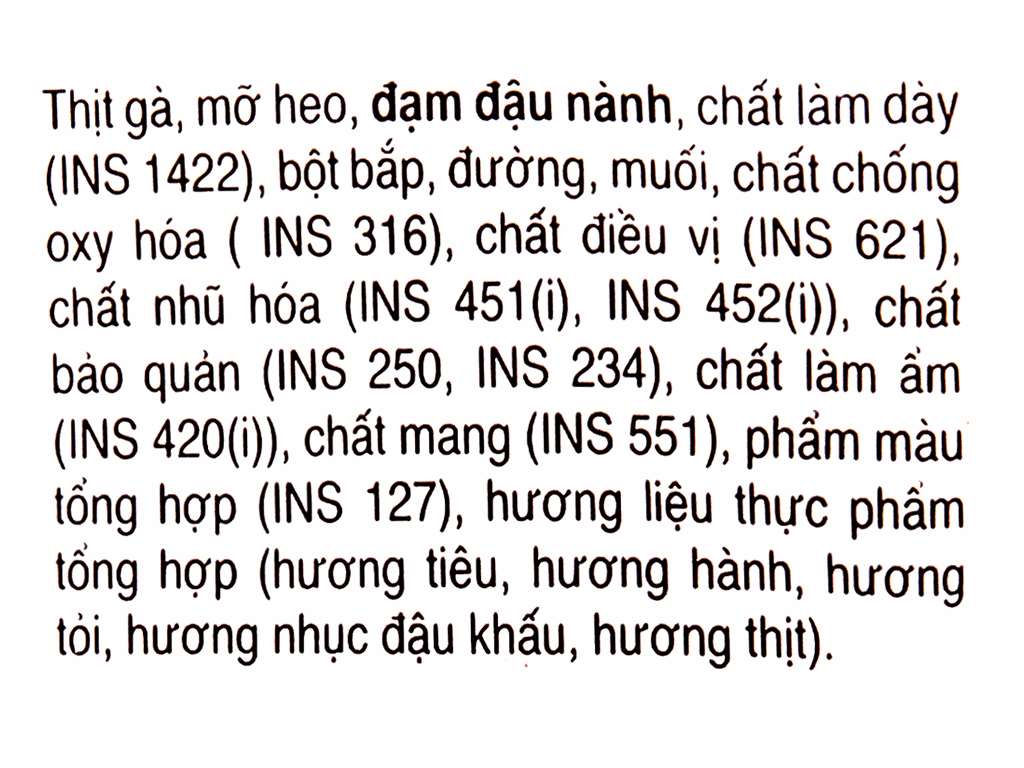 Thịt gà, mỡ heo, đạm đậu nành, chất làm dày
(INS 1422), bột bắp, đường, muối, chất chống
oxy hóa ( INS 316), chất điều vị (INS 621),
chất nhũ hóa (INS 451(i), INS 452(i)), chất
bảo quản (INS 250, INS 234), chất làm ẩm
(INS 420(i)), chất mang (INS 551), phẩm màu
tổng hợp (INS 127), hương liệu thực phẩm
tổng hợp (hương tiêu, hương hành, hương
tỏi, hương nhục đậu khấu, hương thịt).